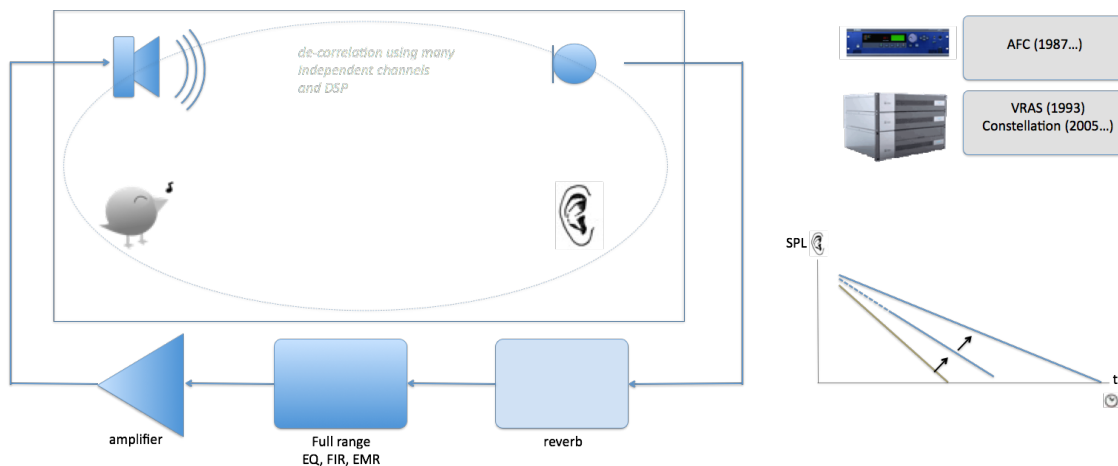 de-correlation using many
independent channels
and DSP
AFC (1987...)
VRAS (1993)
Constellation (2005...)
SPL
t
amplifier
Full range
EQ, FIR, EMR
reverb